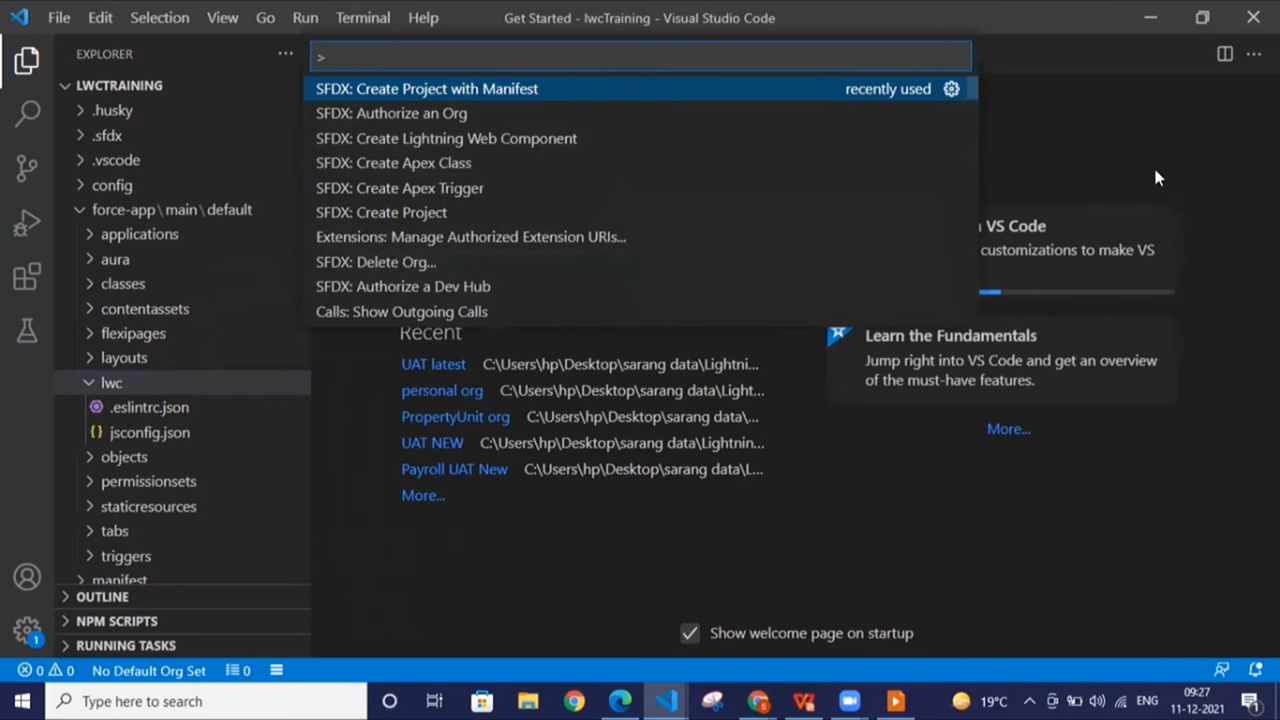 File Edit Selection View Go Run Terminal Help
Get Started - lwcTraining - Visual Studio Code
EXPLORER
LWCTRAINING
.husky
.sfdx
.vscode
config
force-app\main\default
applications
aura
classes
contentassets
flexipages
layouts
lwc
.eslintrc.json
jsconfig.json
objects
permissionsets
staticresources
tabs
triggers
manifest
OUTLINE
NPM SCRIPTS
RUNNING TASKS
>
SFDX: Create Project with Manifest recently used
SFDX: Authorize an Org
SFDX: Create Lightning Web Component
SFDX: Create Apex Class
SFDX: Create Apex Trigger
SFDX: Create Project
Extensions: Manage Authorized Extension URIs...
SFDX: Delete Org...
SFDX: Authorize a Dev Hub
Calls: Show Outgoing Calls
Recent
UAT latest C:\Users\hp\Desktop\sarang data\Lightni...
personal org C:\Users\hp\Desktop\sarang data\Light...
PropertyUnit org C:\Users\hp\Desktop\sarang data\...
UAT NEW C:\Users\hp\Desktop\sarang data\Lightnin...
Payroll UAT New C:\Users\hp\Desktop\sarang data\L...
More...
VS Code
customizations to make VS
Learn the Fundamentals
Jump right into VS Code and get an overview
of the must-have features.
More...
Show welcome page on startup
0 0 No Default Org Set 0
1
Type here to search
19°C
ENG
09:27
11-12-2021
1